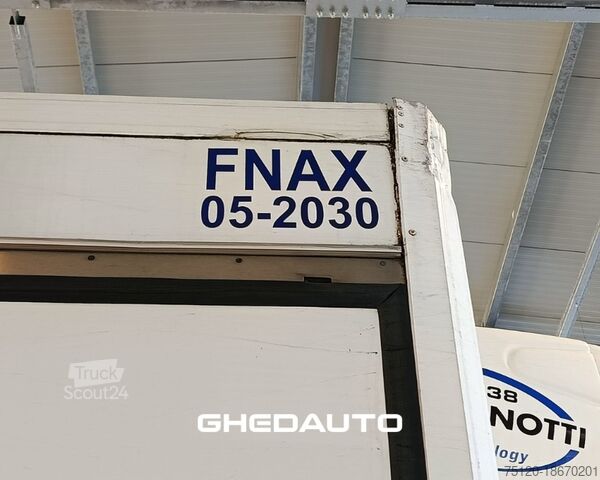 FNAX
05-2030
Truck
Scout24
38
NOTTI
logy
GHEDAUTO
75120-18670201